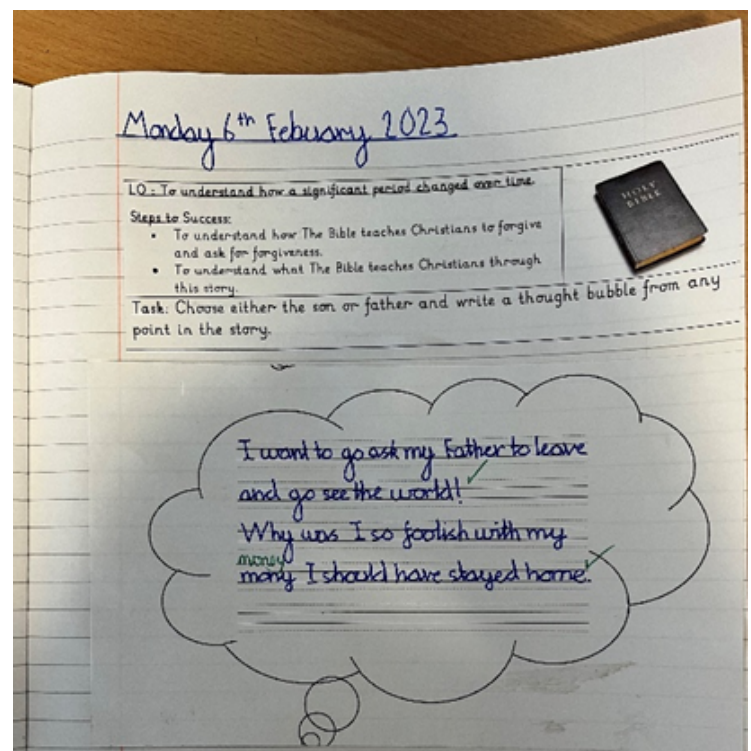 Monday 6th Febuary 2023
LO: To understand how a significant period changed over time.
HOLY
BIBLE
Steps to Success:
• To understand how The Bible teaches Christians to forgive
and ask for forgiveness.
• To understand what The Bible teaches Christians through
this story.
Task: Choose either the son or father and write a thought bubble from any
point in the story.
I want to go ask my Father to leave
and go see the world!
Why was I so foolish with my
money
mony I should have stayed home!